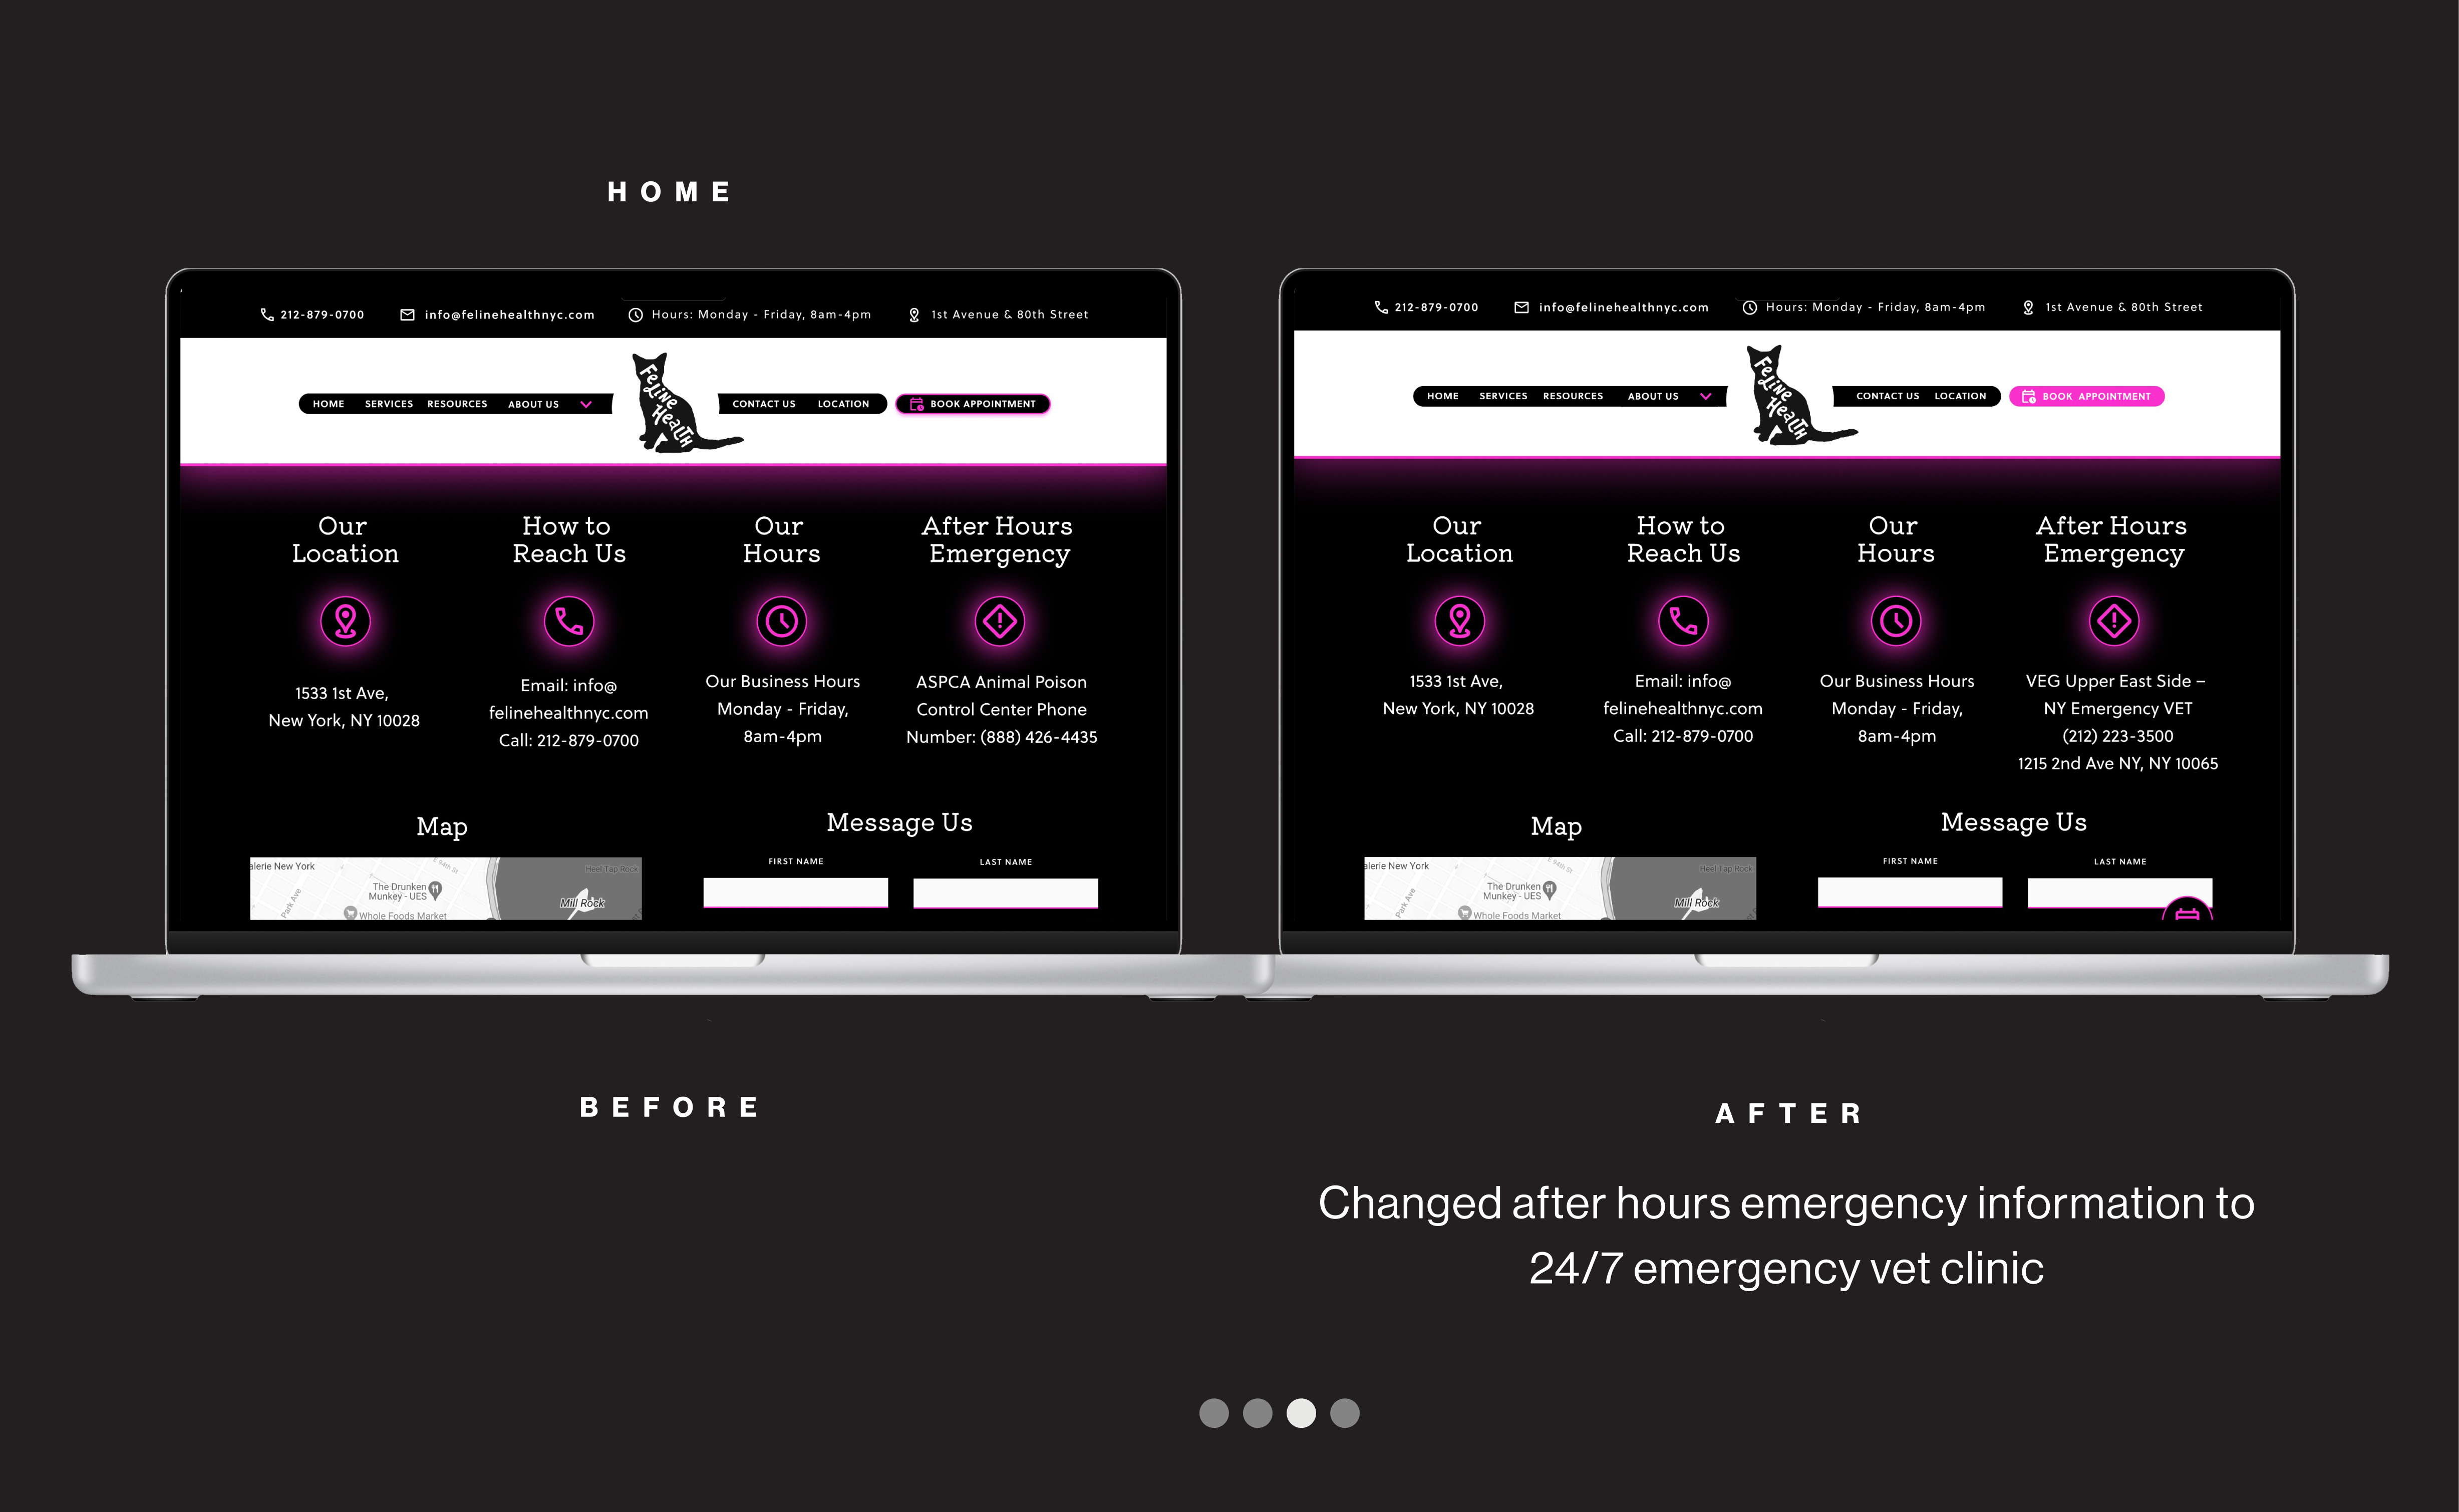 HOME
212-879-0700
info@felinehealthnyc.com
Hours: Monday - Friday, 8am-4pm
1st Avenue & 80th Street
HOME SERVICES RESOURCES ABOUT US
FELINE HEALTH
CONTACT US LOCATION
BOOK APPOINTMENT
Our
Location
1533 1st Ave,
New York, NY 10028
How to
Reach Us
Email: info@
felinehealthnyc.com
Call: 212-879-0700
Our
Hours
Our Business Hours
Monday - Friday,
8am-4pm
After Hours
Emergency
ASPCA Animal Poison
Control Center Phone
Number: (888) 426-4435
Map
alerie New York
E 94th St
Heel Tap Rock
The Drunken
Munkey - UES
Park Ave
Mill Rock
Whole Foods Market
Message Us
FIRST NAME
LAST NAME
BEFORE
212-879-0700
info@felinehealthnyc.com
Hours: Monday - Friday, 8am-4pm
1st Avenue & 80th Street
HOME SERVICES RESOURCES ABOUT US
FELINE HEALTH
CONTACT US LOCATION
BOOK APPOINTMENT
Our
Location
1533 1st Ave,
New York, NY 10028
How to
Reach Us
Email: info@
felinehealthnyc.com
Call: 212-879-0700
Our
Hours
Our Business Hours
Monday - Friday,
8am-4pm
After Hours
Emergency
VEG Upper East Side –
NY Emergency VET
(212) 223-3500
1215 2nd Ave NY, NY 10065
Map
alerie New York
E 94th St
Heel Tap Rock
The Drunken
Munkey - UES
Park Ave
Mill Rock
Whole Foods Market
Message Us
FIRST NAME
LAST NAME
AFTER
Changed after hours emergency information to
24/7 emergency vet clinic